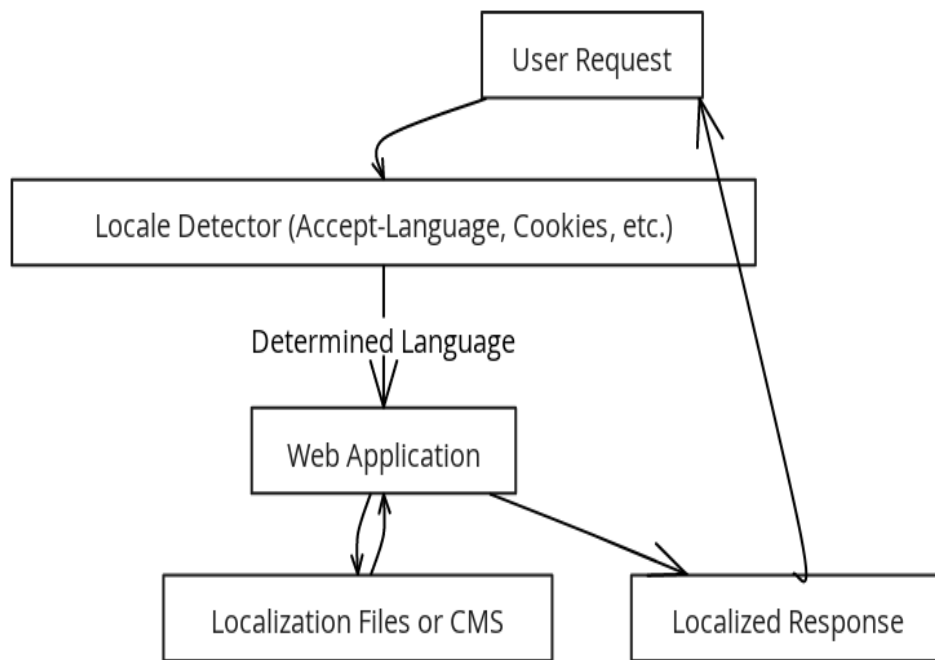 User Request
Locale Detector (Accept-Language, Cookies, etc.)
Determined Language
Web Application
Localization Files or CMS
Localized Response